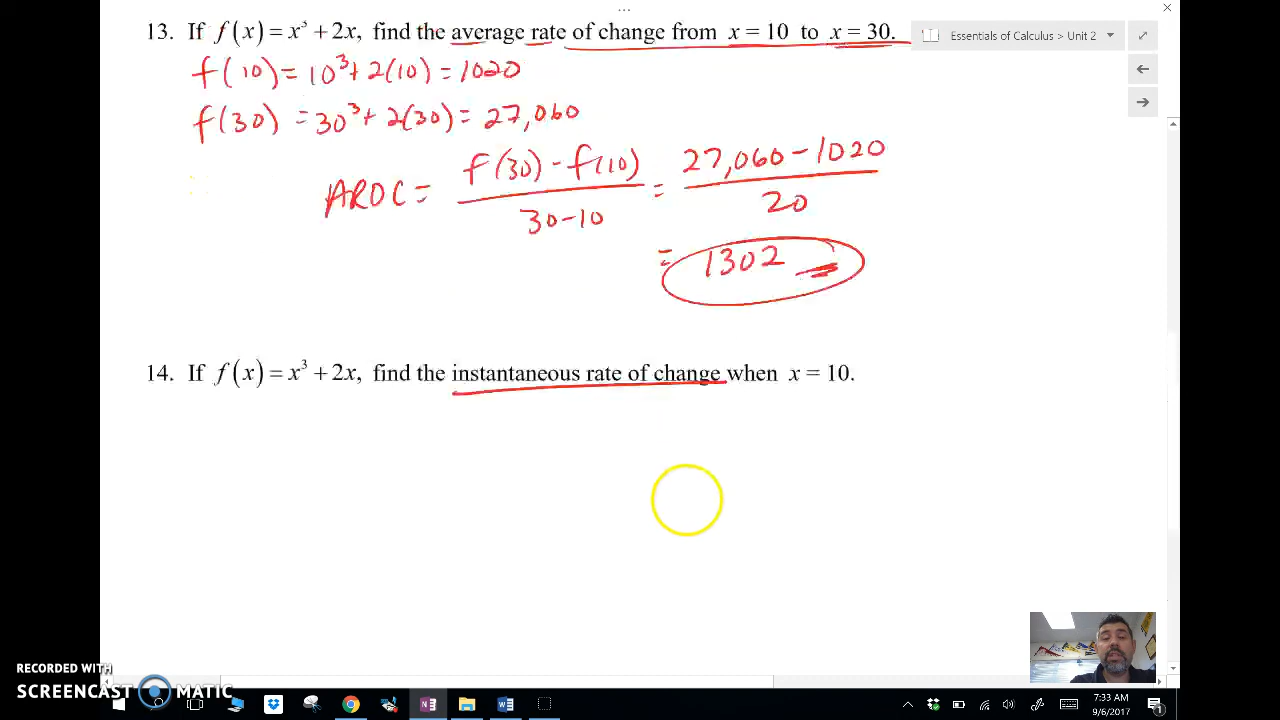 ...
13. If f(x) = x³ + 2x, find the average rate of change from x = 10 to x = 30.
Essentials of Calculus > Unit 2
f(10) = 10³ + 2(10) = 1020
f(30) = 30³ + 2(30) = 27,060
AROC = f(30) - f(10) / 30 - 10 = 27,060 - 1020 / 20
= 1302
14. If f(x) = x³ + 2x, find the instantaneous rate of change when x = 10.
RECORDED WITH
SCREENCAST MATIC
7:33 AM
9/6/2017